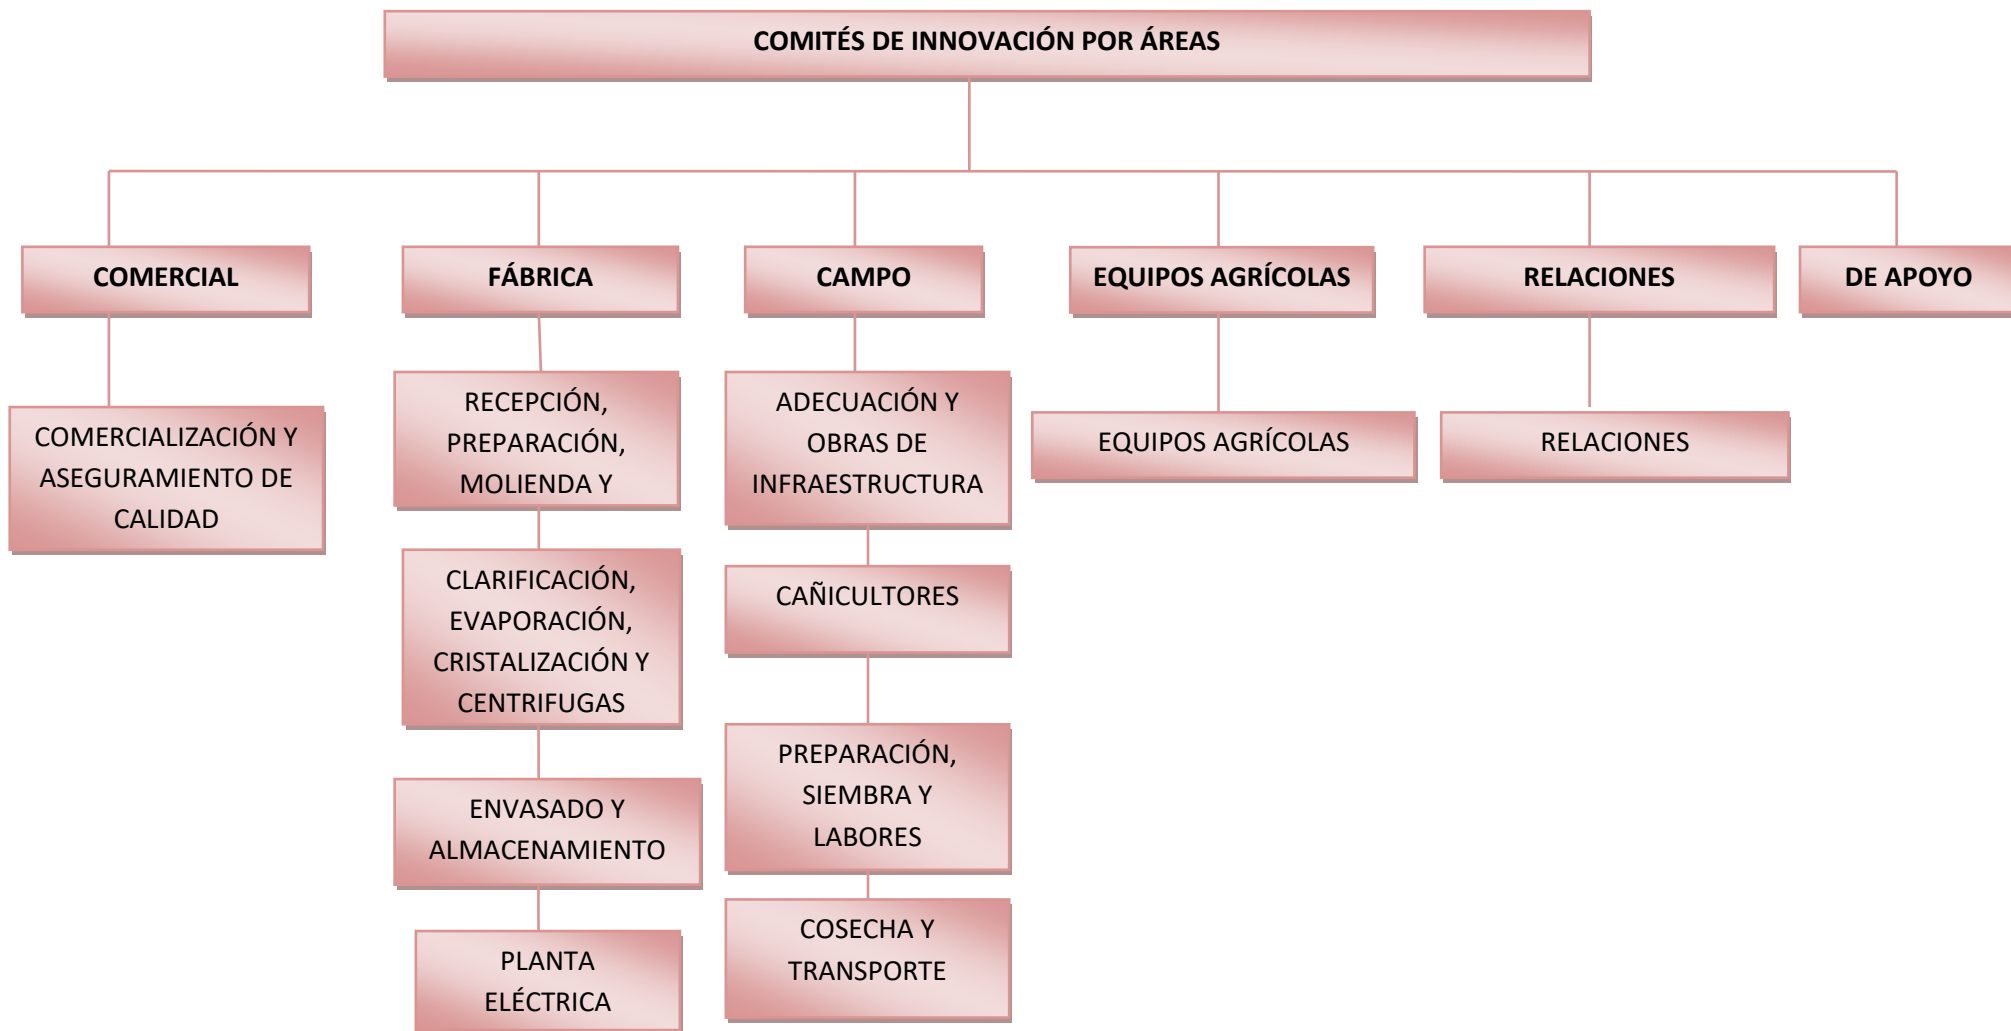 COMITÉS DE INNOVACIÓN POR ÁREAS
COMERCIAL
FÁBRICA
CAMPO
EQUIPOS AGRÍCOLAS
RELACIONES
DE APOYO
COMERCIALIZACIÓN Y
ASEGURAMIENTO DE
CALIDAD
RECEPCIÓN,
PREPARACIÓN,
MOLIENDA Y
CLARIFICACIÓN,
EVAPORACIÓN,
CRISTALIZACIÓN Y
CENTRIFUGAS
ENVASADO Y
ALMACENAMIENTO
PLANTA
ELÉCTRICA
ADECUACIÓN Y
OBRAS DE
INFRAESTRUCTURA
CAÑICULTORES
PREPARACIÓN,
SIEMBRA Y
LABORES
COSECHA Y
TRANSPORTE
EQUIPOS AGRÍCOLAS
RELACIONES